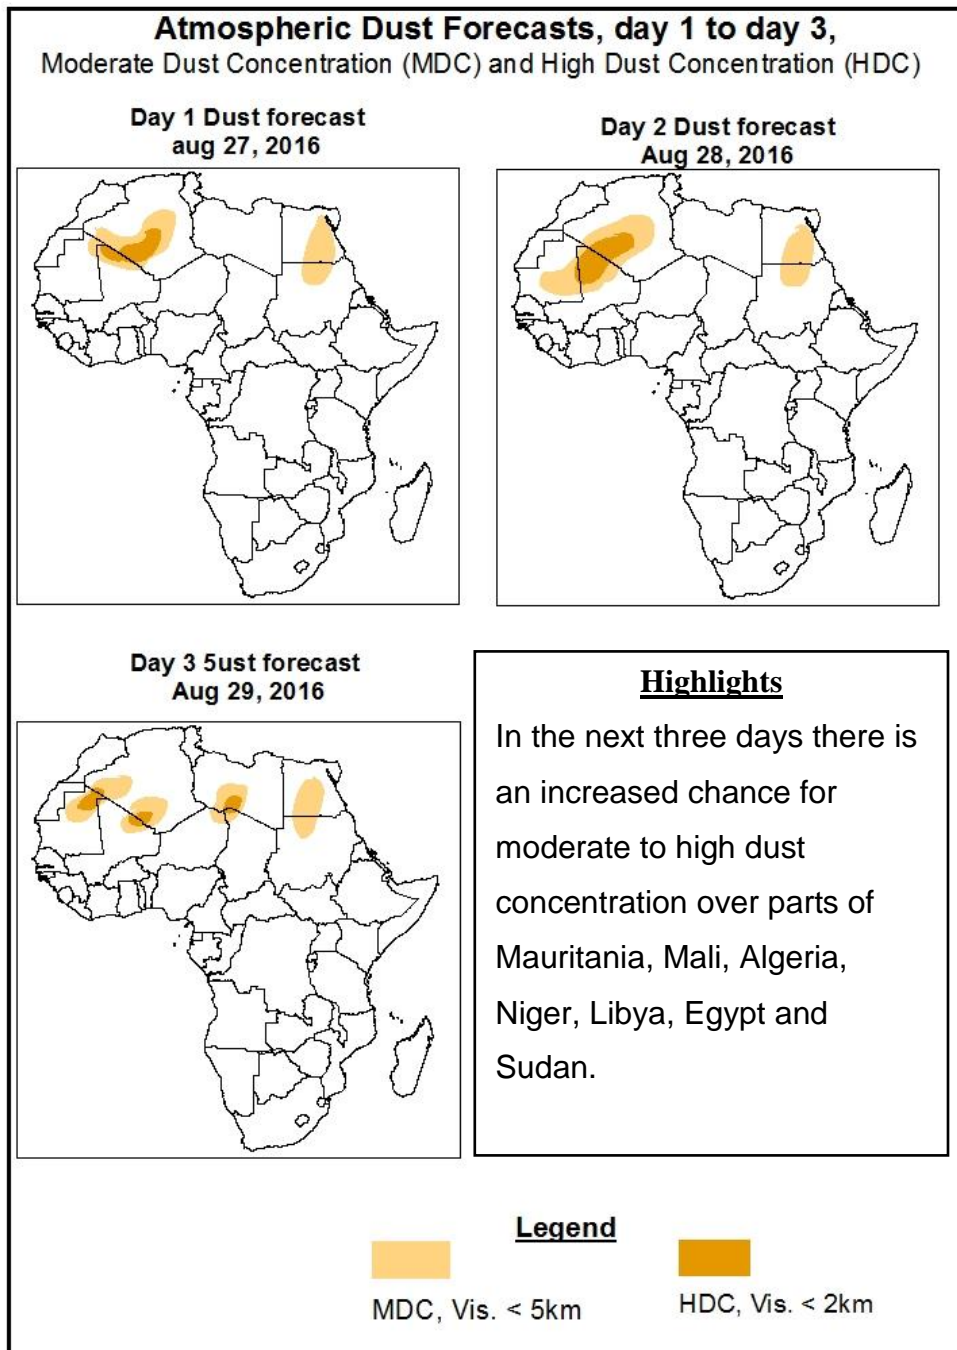 Atmospheric Dust Forecasts, day 1 to day 3,
Moderate Dust Concentration (MDC) and High Dust Concentration (HDC)
Day 1 Dust forecast
aug 27, 2016
Day 2 Dust forecast
Aug 28, 2016
Day 3 5ust forecast
Aug 29, 2016
Highlights
In the next three days there is
an increased chance for
moderate to high dust
concentration over parts of
Mauritania, Mali, Algeria,
Niger, Libya, Egypt and
Sudan.
Legend
MDC, Vis. < 5km
HDC, Vis. < 2km